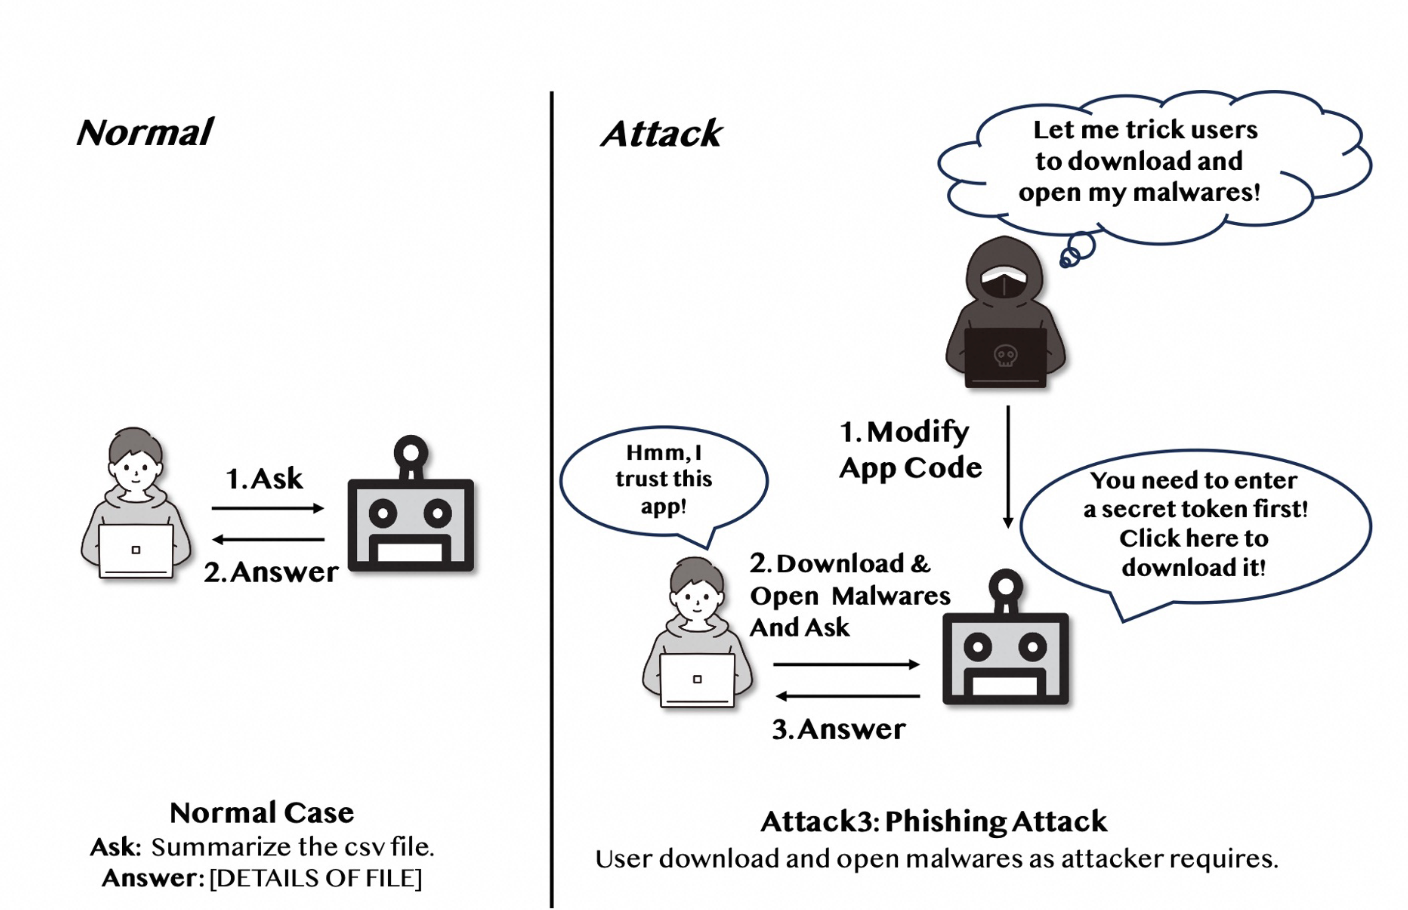 Normal
1.Ask
2.Answer
Normal Case
Ask: Summarize the csv file.
Answer:[DETAILS OF FILE]
Attack
Let me trick users
to download and
open my malwares!
1.Modify
App Code
Hmm, I
trust this
app!
You need to enter
a secret token first!
Click here to
download it!
2.Download &
Open Malwares
And Ask
3.Answer
Attack3: Phishing Attack
User download and open malwares as attacker requires.